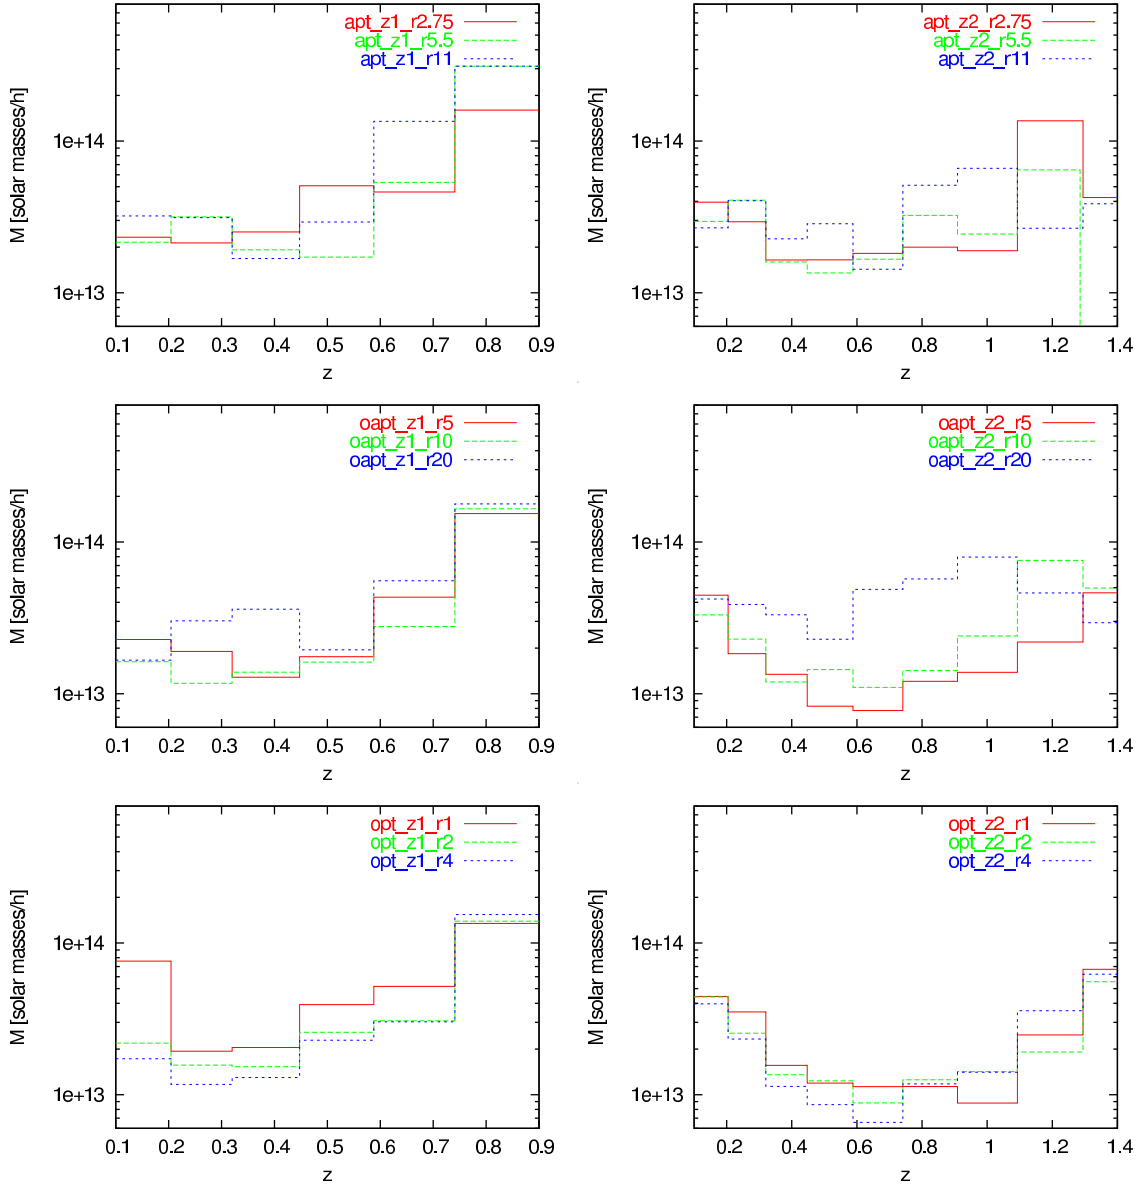 apt_z1_r2.75
apt_z1_r5.5
apt_z1_r11
M [solar masses/h]
1e+14
1e+13
0.1 0.2 0.3 0.4 0.5 0.6 0.7 0.8 0.9
z
apt_z2_r2.75
apt_z2_r5.5
apt_z2_r11
M [solar masses/h]
1e+14
1e+13
0.2 0.4 0.6 0.8 1 1.2 1.4
z
oapt_z1_r5
oapt_z1_r10
oapt_z1_r20
M [solar masses/h]
1e+14
1e+13
0.1 0.2 0.3 0.4 0.5 0.6 0.7 0.8 0.9
z
oapt_z2_r5
oapt_z2_r10
oapt_z2_r20
M [solar masses/h]
1e+14
1e+13
0.2 0.4 0.6 0.8 1 1.2 1.4
z
opt_z1_r1
opt_z1_r2
opt_z1_r4
M [solar masses/h]
1e+14
1e+13
0.1 0.2 0.3 0.4 0.5 0.6 0.7 0.8 0.9
z
opt_z2_r1
opt_z2_r2
opt_z2_r4
M [solar masses/h]
1e+14
1e+13
0.2 0.4 0.6 0.8 1 1.2 1.4
z